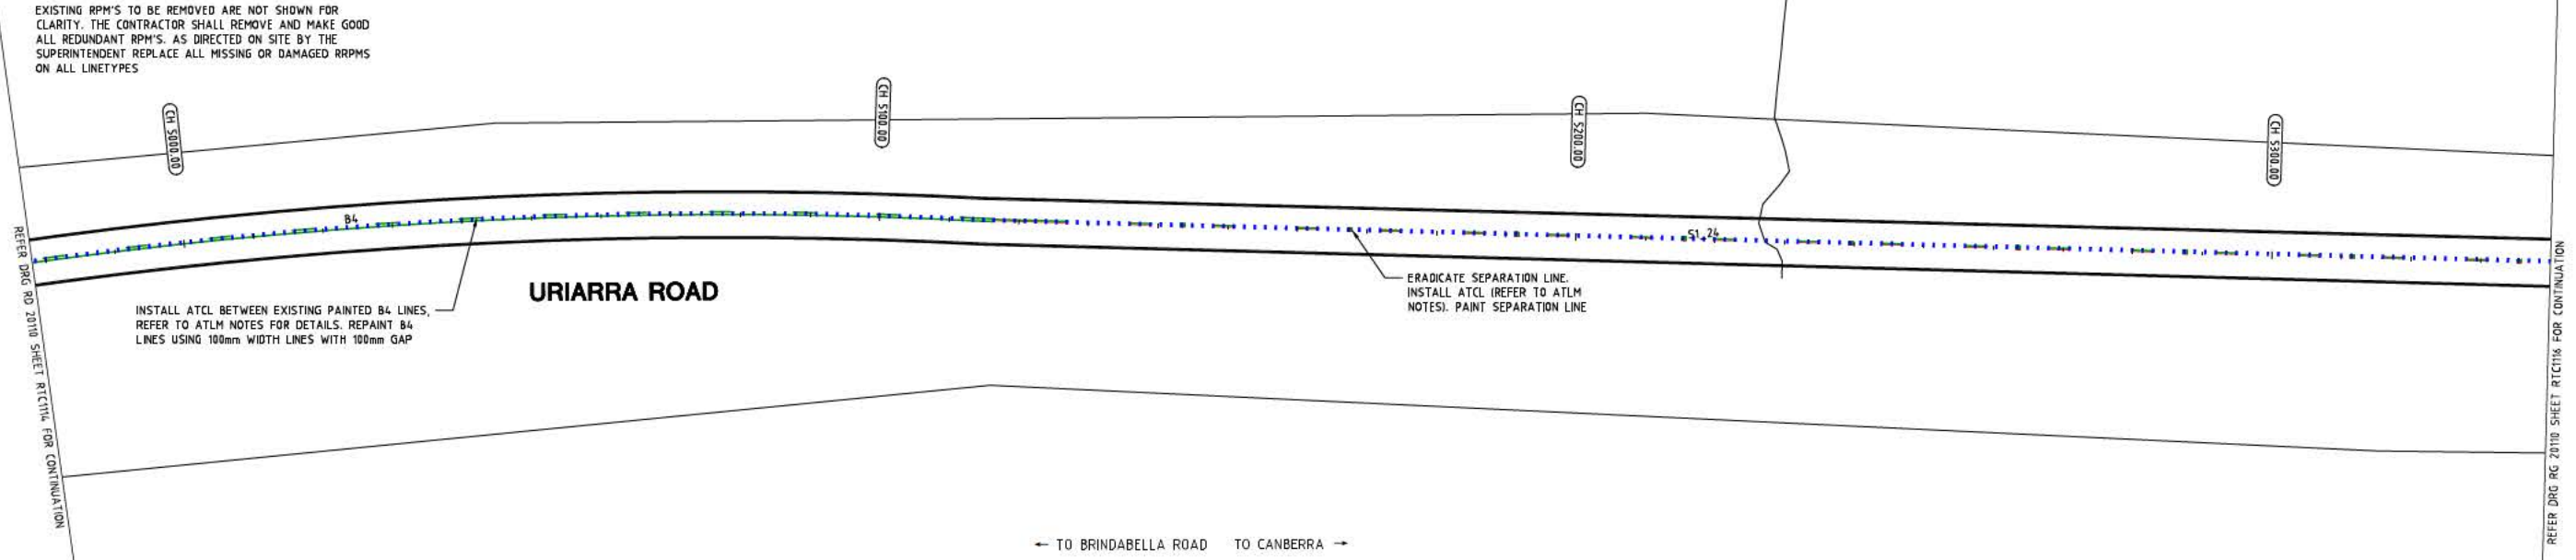 EXISTING RPM'S TO BE REMOVED ARE NOT SHOWN FOR
CLARITY. THE CONTRACTOR SHALL REMOVE AND MAKE GOOD
ALL REDUNDANT RPM'S. AS DIRECTED ON SITE BY THE
SUPERINTENDENT REPLACE ALL MISSING OR DAMAGED RRPMS
ON ALL LINETYPES
CH 5000.00
CH 5100.00
CH 5200.00
CH 5300.00
B4
S1.24
REFER DRG RD 20110 SHEET RTC1114 FOR CONTINUATION
INSTALL ATCL BETWEEN EXISTING PAINTED B4 LINES,
REFER TO ATLM NOTES FOR DETAILS. REPAINT B4
LINES USING 100mm WIDTH LINES WITH 100mm GAP
URIARRA ROAD
ERADICATE SEPARATION LINE.
INSTALL ATCL (REFER TO ATLM
NOTES). PAINT SEPARATION LINE
REFER DRG RG 20110 SHEET RTC1116 FOR CONTINUATION
← TO BRINDABELLA ROAD TO CANBERRA →